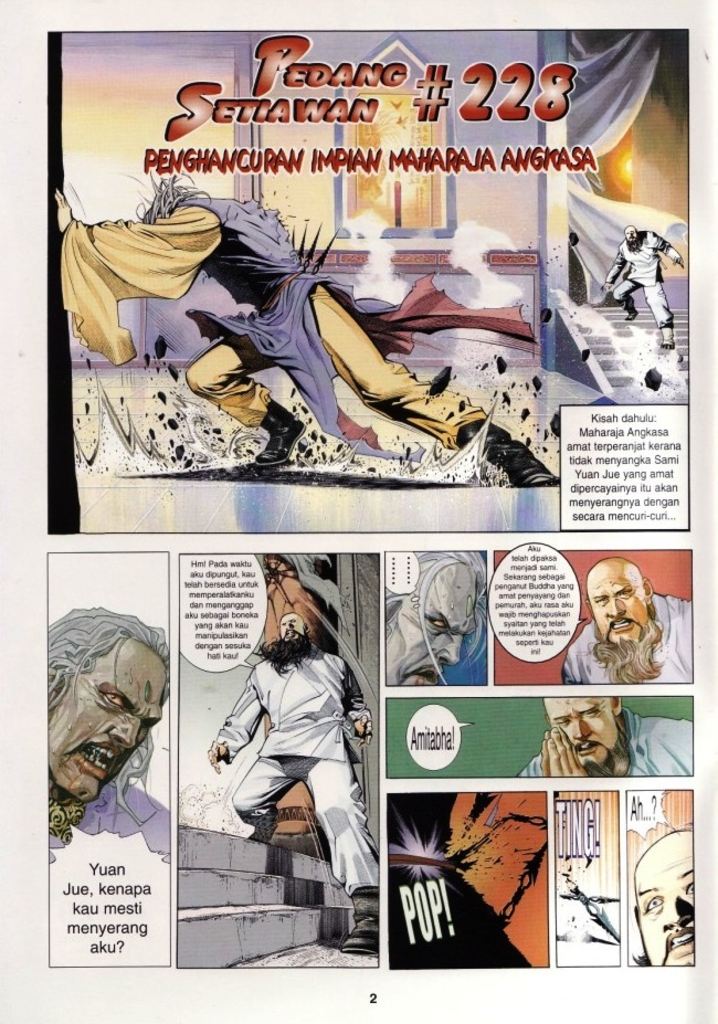 PEDANG
SETIAWAN #228
PENGHANCURAN IMPIAN MAHARAJA ANGKASA
Kisah dahulu:
Maharaja Angkasa
amat terperanjat kerana
tidak menyangka Sami
Yuan Jue yang amat
dipercayainya itu akan
menyerangnya dengan
secara mencuri-curi...
Yuan
Jue, kenapa
kau mesti
menyerang
aku?
Hm! Pada waktu
aku dipungut, kau
telah bersedia untuk
memperalatkanku
dan menganggap
aku sebagai boneka
yang akan kau
manipulasikan
dengan sesuka
hati kau!
Aku
telah dipaksa
menjadi sami.
Sekarang sebagai
penganut Buddha yang
amat penyayang dan
pemurah, aku rasa aku
wajib menghapuskan
syaitan yang telah
melakukan kejahatan
seperti kau
ini!
Amitabha!
POP!
TING!
Ah...?
2